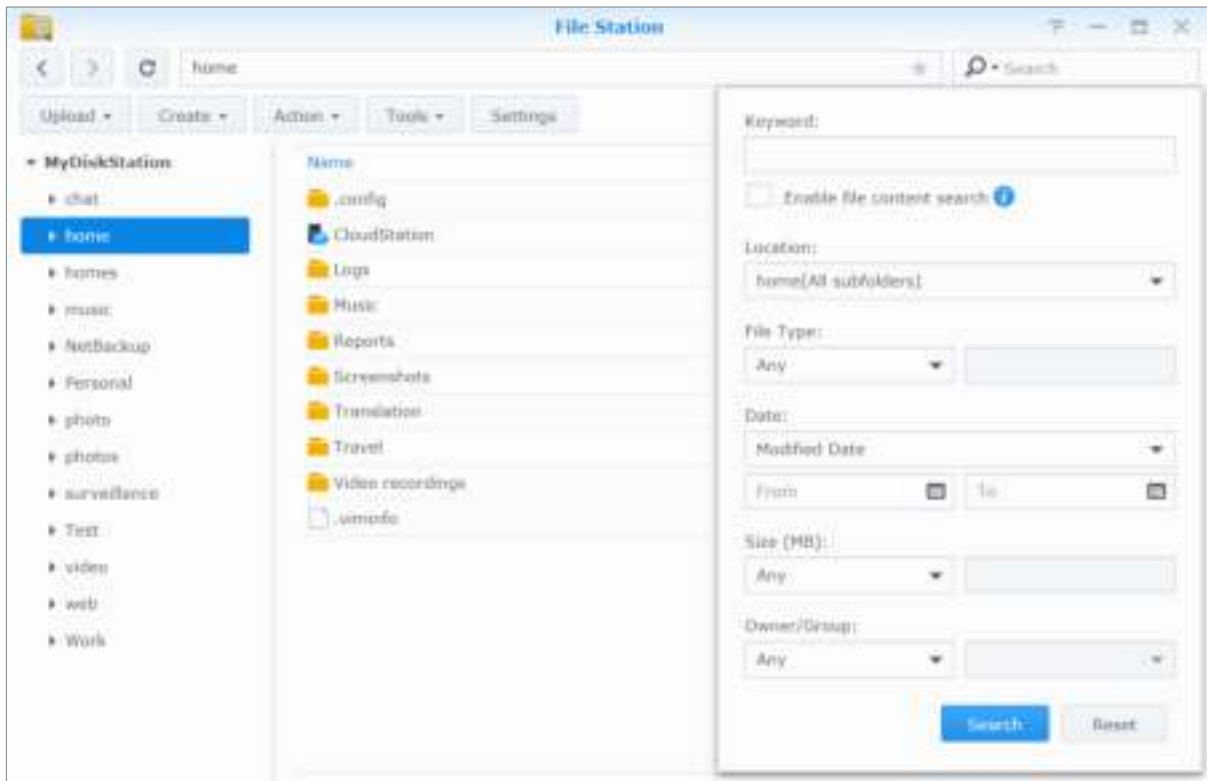 File Station
home
Search
Upload
Create
Action
Tools
Settings
MyDiskStation
chat
home
homes
music
NetBackup
Personal
photo
photos
surveillance
Test
video
web
Work
Name
.config
CloudStation
Logs
Music
Reports
Screenshots
Translation
Travel
Video recordings
.viminfo
Keyword:
Enable file content search
Location:
home(All subfolders)
File Type:
Any
Date:
Modified Date
From
To
Size (MB):
Any
Owner/Group:
Any
Search
Reset